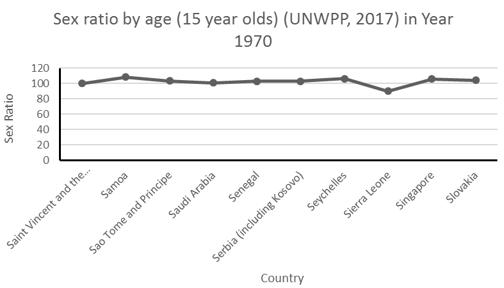 Sex ratio by age (15 year olds) (UNWPP, 2017) in Year
1970
120
100
80
60
40
20
0
Sex Ratio
Saint Vincent and the...
Samoa
Sao Tome and Principe
Saudi Arabia
Senegal
Serbia (including Kosovo)
Seychelles
Sierra Leone
Singapore
Slovakia
Country